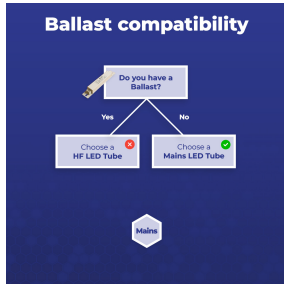 Ballast compatibility
Do you have a
Ballast?
Yes
No
Choose a
HF LED Tube
Choose a
Mains LED Tube
Mains